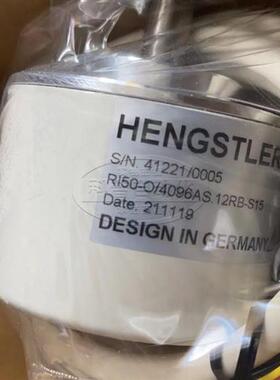 HENGSTLER
S/N 41221/0005
RI50-O/4096AS.12RB-S15
Date. 211119
DESIGN IN GERMANY